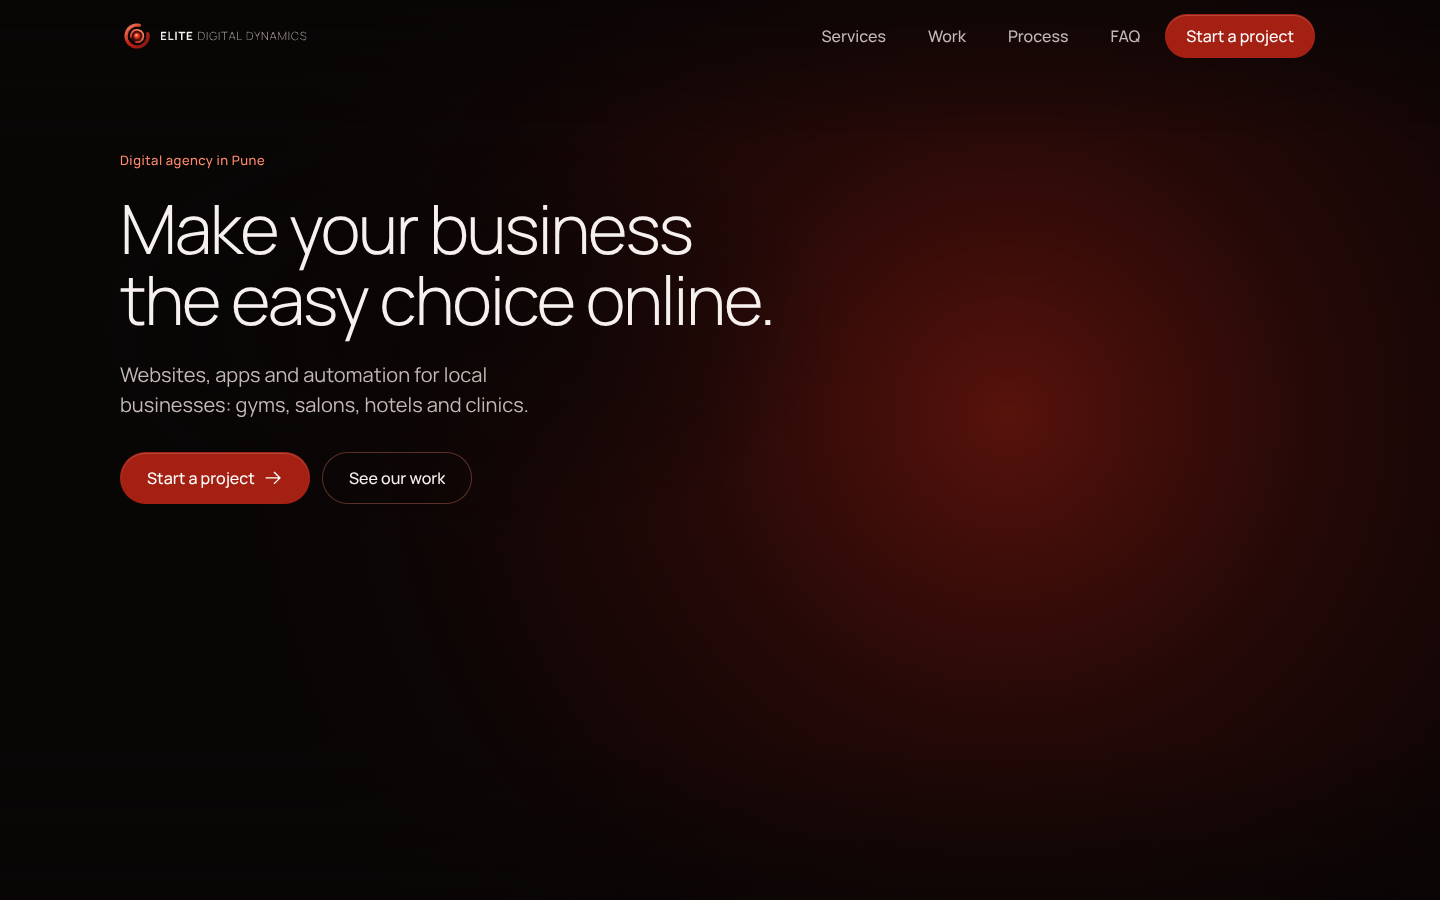 ELITE DIGITAL DYNAMICS
Services
Work
Process
FAQ
Start a project
Digital agency in Pune
Make your business
the easy choice online.
Websites, apps and automation for local
businesses: gyms, salons, hotels and clinics.
Start a project →
See our work